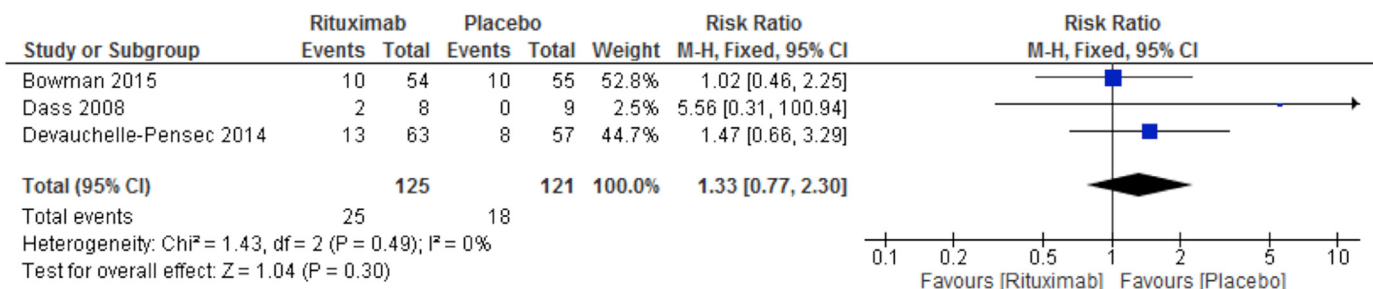 Rituximab Placebo Risk Ratio Risk Ratio
Study or Subgroup Events Total Events Total Weight M-H, Fixed, 95% CI M-H, Fixed, 95% CI
Bowman 2015 10 54 10 55 52.8% 1.02 [0.46, 2.25]
Dass 2008 2 8 0 9 2.5% 5.56 [0.31, 100.94]
Devauchelle-Pensec 2014 13 63 8 57 44.7% 1.47 [0.66, 3.29]
Total (95% CI) 125 121 100.0% 1.33 [0.77, 2.30]
Total events 25 18
Heterogeneity: Chi² = 1.43, df = 2 (P = 0.49); I² = 0%
Test for overall effect: Z = 1.04 (P = 0.30)
0.1 0.2 0.5 1 2 5 10
Favours [Rituximab] Favours [Placebo]